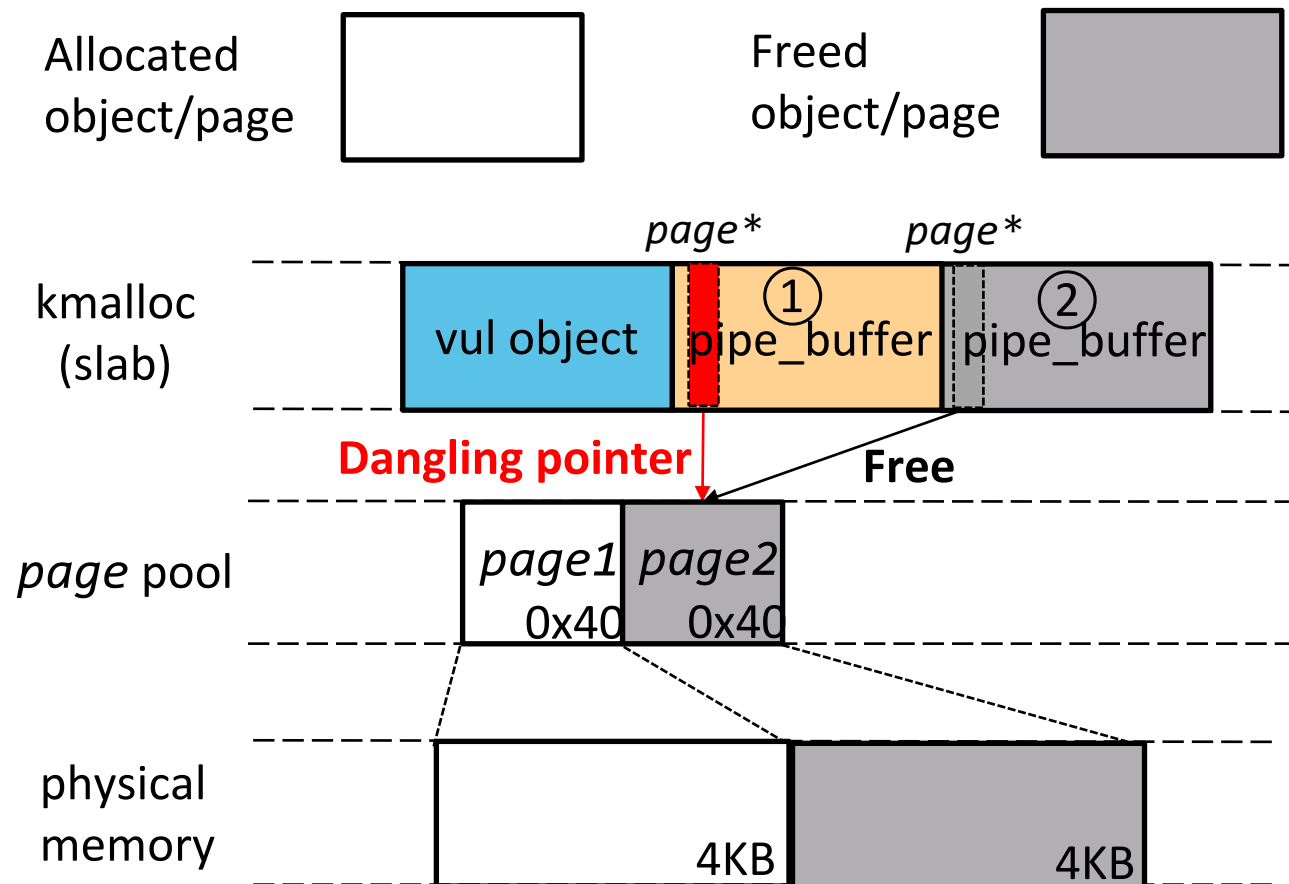 Allocated
object/page
Freed
object/page
page* page*
kmalloc
(slab)
vul object
①
pipe_buffer
②
pipe_buffer
Dangling pointer
Free
page pool
page1 page2
0x40 0x40
physical
memory
4KB 4KB